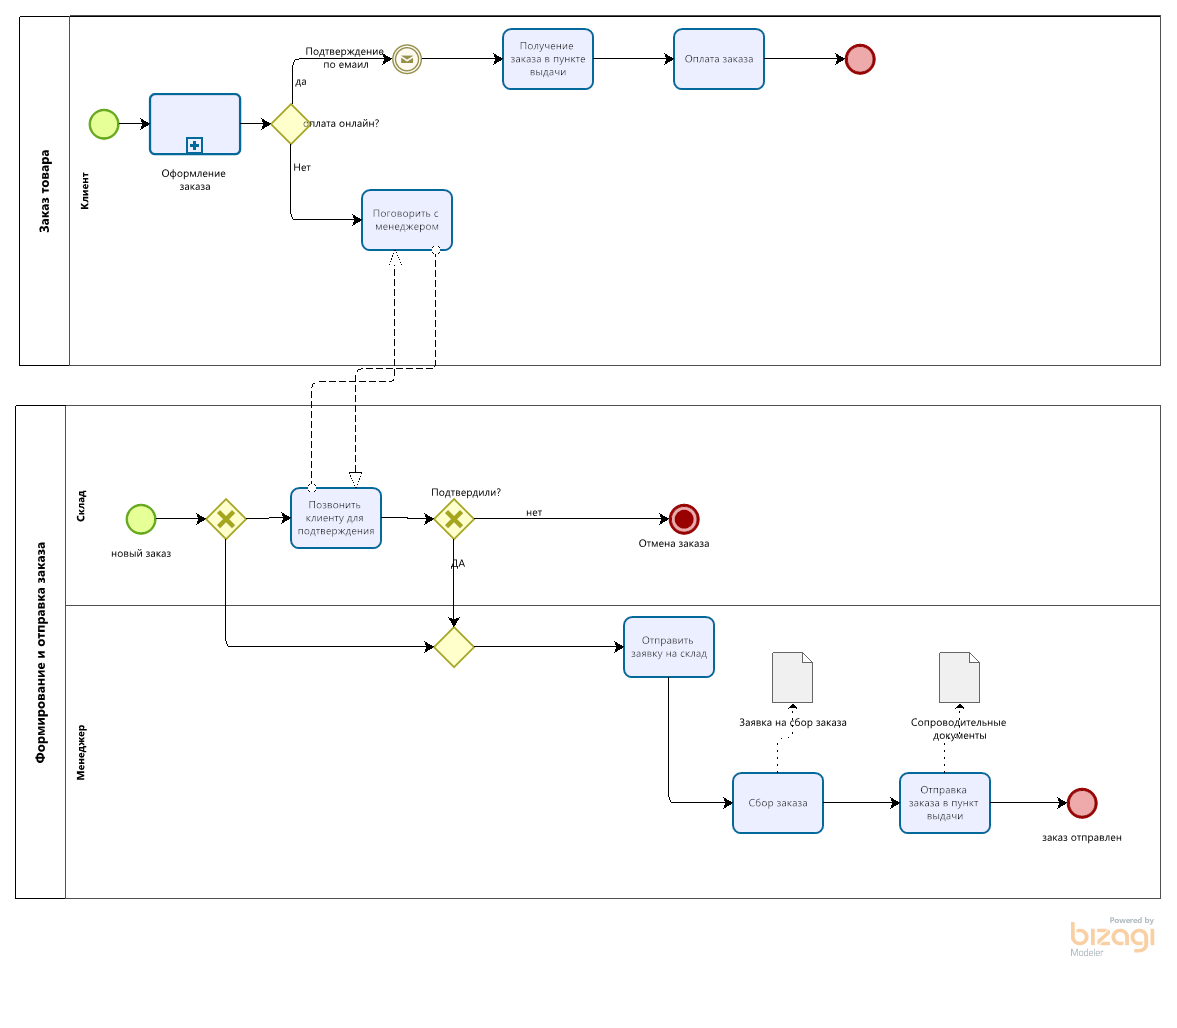 Заказ товара
Клиент
Оформление
заказа
Подтверждение
по емаил
да
оплата онлайн?
Нет
Получение
заказа в пункте
выдачи
Оплата заказа
Поговорить с
менеджером
Формирование и отправка заказа
Склад
новый заказ
Позвонить
клиенту для
подтверждения
Подтвердили?
нет
Отмена заказа
ДА
Менеджер
Отправить
заявку на склад
Заявка на сбор заказа
Сопроводительные
документы
Сбор заказа
Отправка
заказа в пункт
выдачи
заказ отправлен
Powered by
bizagi
Modeler